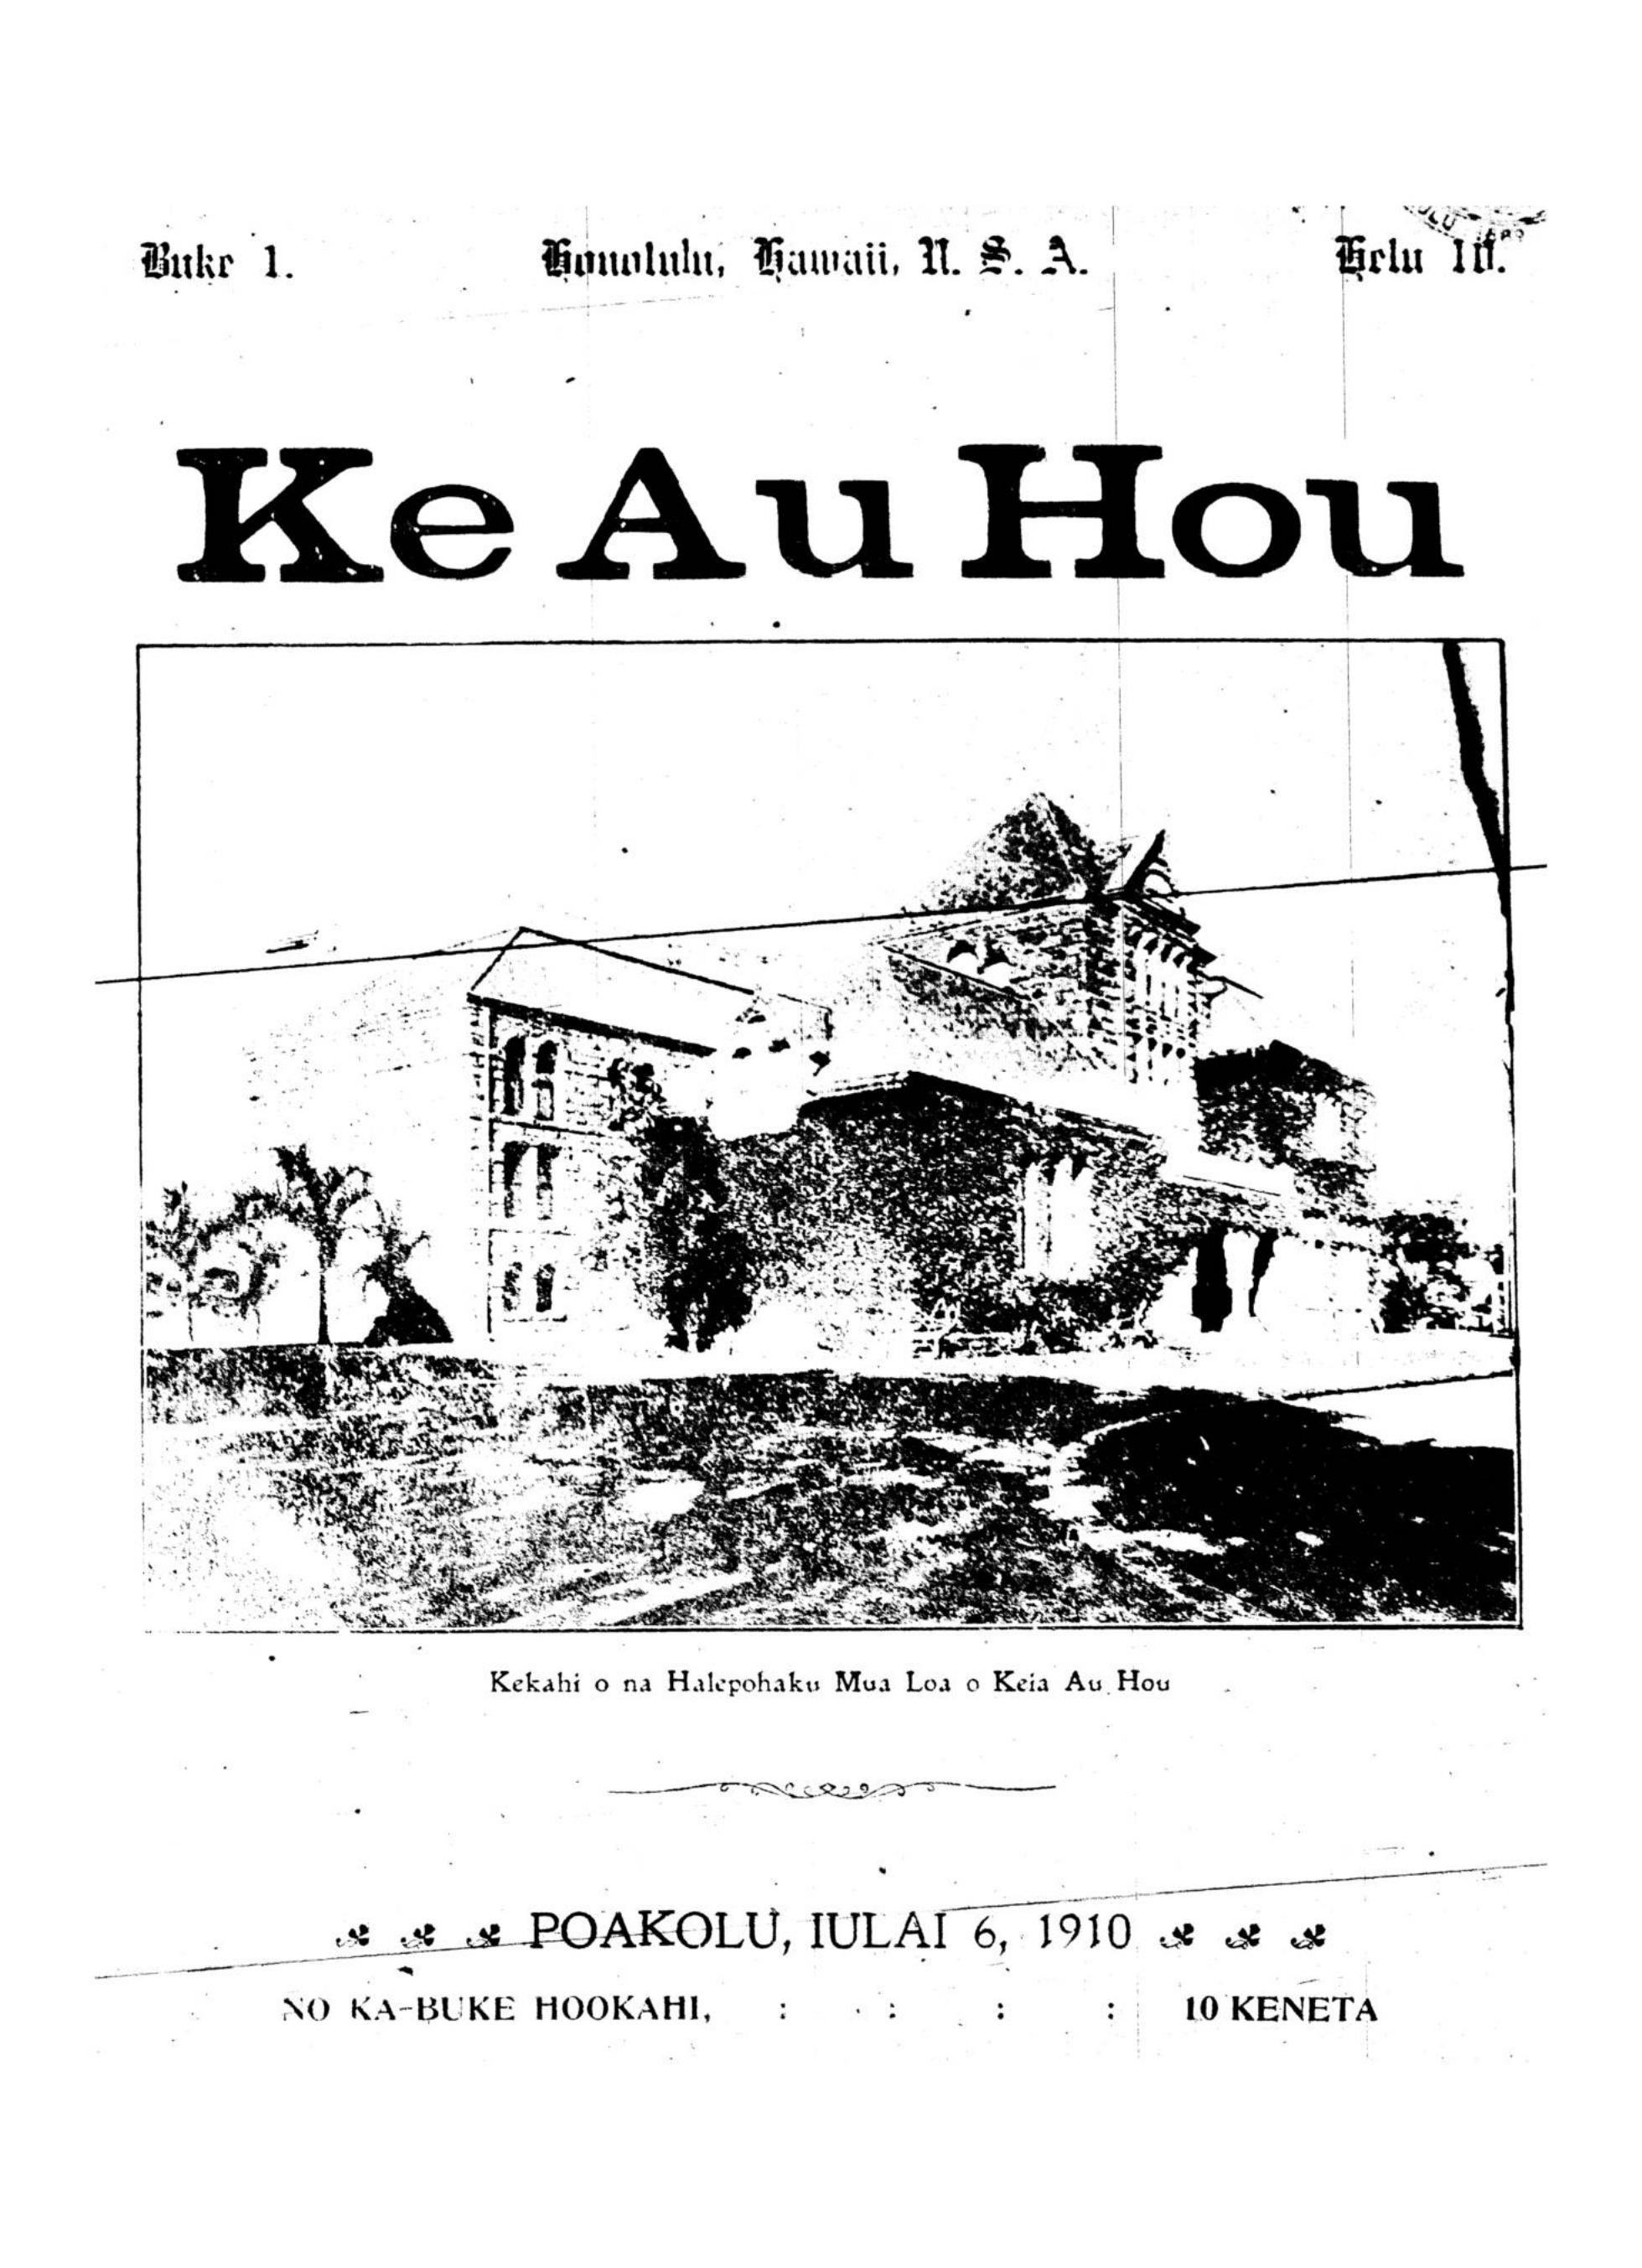 Buke 1. Honolulu, Hawaii, U. S. A. Helu 10.
Ke Au Hou
Kekahi o na Halepohaku Mua Loa o Keia Au Hou
POAKOLU, IULAI 6, 1910
NO KA-BUKE HOOKAHI, : : : : 10 KENETA